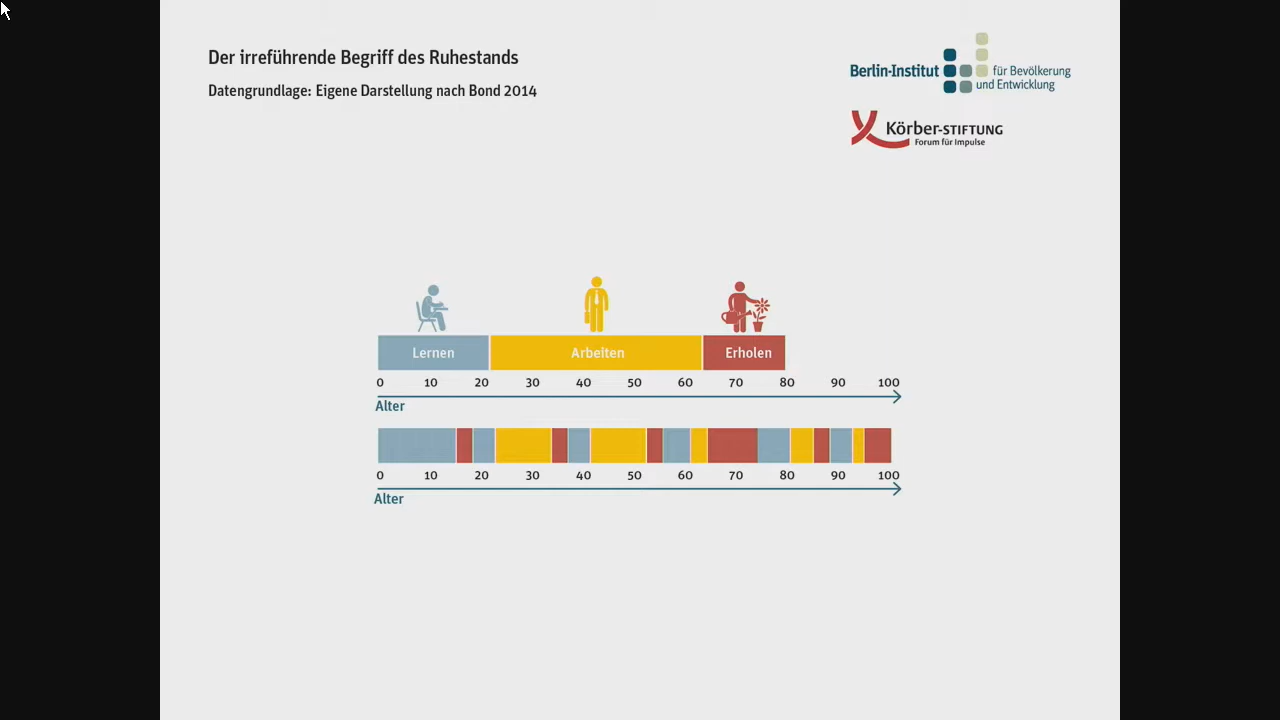 Der irreführende Begriff des Ruhestands
Datengrundlage: Eigene Darstellung nach Bond 2014
Berlin-Institut für Bevölkerung und Entwicklung
Körber-STIFTUNG
Forum für Impulse
Lernen Arbeiten Erholen
0 10 20 30 40 50 60 70 80 90 100
Alter
0 10 20 30 40 50 60 70 80 90 100
Alter